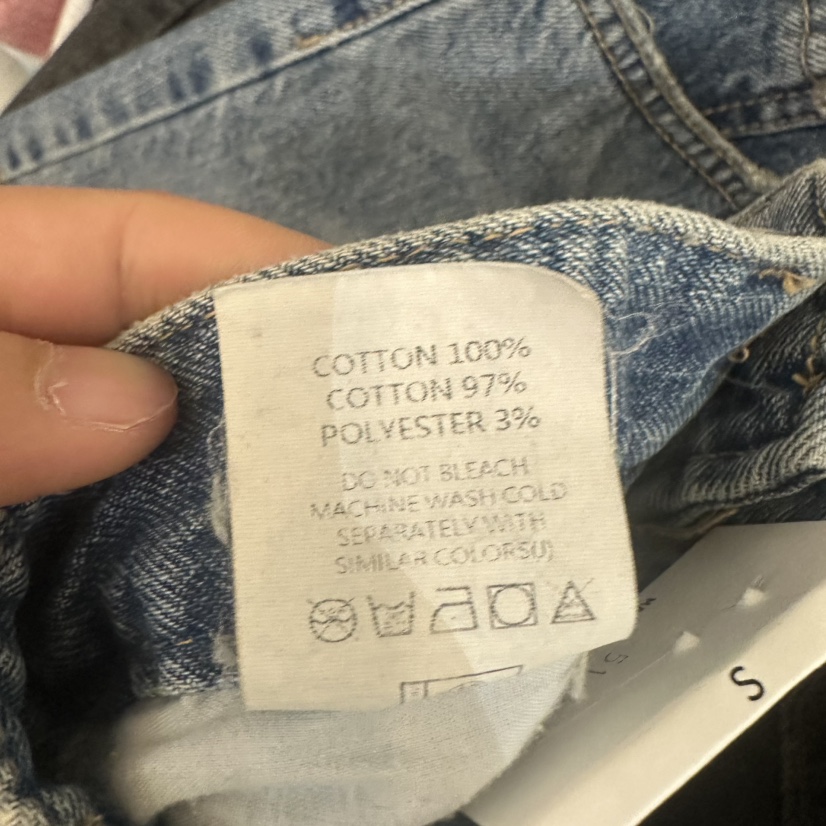 COTTON 100%
COTTON 97%
POLYESTER 3%
DO NOT BLEACH
MACHINE WASH COLD
SEPARATELY WITH
SIMILAR COLORS(J)
S